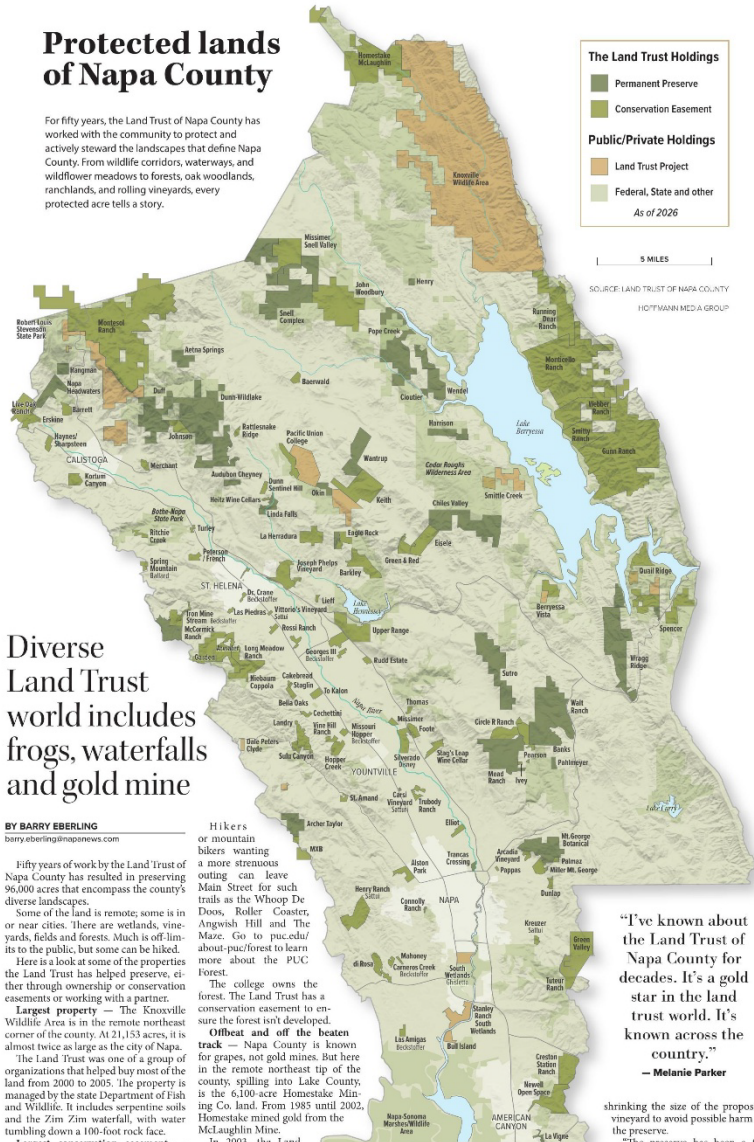 Protected lands
of Napa County
For fifty years, the Land Trust of Napa County has
worked with the community to protect and
actively steward the landscapes that define Napa
County. From wildlife corridors, waterways, and
wildflower meadows to forests, oak woodlands,
ranchlands, and rolling vineyards, every
protected acre tells a story.
The Land Trust Holdings
Permanent Preserve
Conservation Easement
Public/Private Holdings
Land Trust Project
Federal, State and other
As of 2026
5 MILES
SOURCE: LAND TRUST OF NAPA COUNTY
HOFFMANN MEDIA GROUP
Homestake
McLaughlin
Knoxville
Wildlife Area
Missimer
Snell Valley
John
Woodbury
Henry
Snell
Complex
Pope Creek
Running
Deer
Ranch
Robert Louis
Stevenson
State Park
Montesol
Ranch
Aetna Springs
Monticello
Ranch
Hangman
Napa
Headwaters
Duff
Dunn-Wildlake
Baerwald
Cloutier
Wendel
Webber
Ranch
Live Oak
Ranch
Barrett
Erskine
Lake
Berryessa
Smitty
Ranch
Haynes/
Sharpsteen
Johnson
Rattlesnake
Ridge
Pacific Union
College
Harrison
Gunn Ranch
CALISTOGA
Merchant
Wantrup
Cedar Roughs
Wilderness Area
Kortum
Canyon
Audubon Cheyney
Dunn
Sentinel Hill
Okin
Keith
Smittle Creek
Heitz Wine Cellars
Linda Falls
Chiles Valley
Bothe-Napa
State Park
Turley
Ritchie
Creek
La Herradura
Eagle Rock
Eisele
Peterson
/ French
Green & Red
Spring
Mountain
Ballard
Joseph Phelps
Vineyard
Barkley
Quail Ridge
ST. HELENA
Dr. Crane
Beckstoffer
Lieff
Lake
Hennessey
Berryessa
Vista
Iron Mine
Stream
Beckstoffer
Las Piedras
Vittorio's Vineyard
Sattui
Spencer
McCormick
Ranch
Rossi Ranch
Upper Range
Wragg
Ridge
Long Meadow
Ranch
Georges III
Beckstoffer
Rudd Estate
Sutro
Niebaum
Coppola
Cakebread
Staglin
To Kalon
Bella Oaks
Napa River
Thomas
Walt
Ranch
Cechettini
Missimer
Circle R Ranch
Landry
Vine Hill
Ranch
Missouri
Hopper
Beckstoffer
Foote
Dale Peters
Clyde
Sulu Canyon
Hopper
Creek
Silverado
Disney
Stag's Leap
Wine Cellar
Pearson
Banks
Pahlmeyer
YOUNTVILLE
Mead
Ranch
Ivey
St. Amand
Carsi
Vineyard
Sattui
Trubody
Ranch
Lake Curry
Archer Taylor
Elliot
MXB
Mt. George
Botanical
Alston
Park
Trancas
Crossing
Arcadia
Vineyard
Palmaz
Pappas
Miller Mt. George
Henry Ranch
Sattui
NAPA
Dunlap
Connolly
Ranch
Kreuzer
Sattui
Green
Valley
di Rosa
Mahoney
Carneros Creek
Beckstoffer
South
Wetlands
Ghisletta
Tuteur
Ranch
Stanley
Ranch
South
Wetlands
Las Amigas
Beckstoffer
Bull Island
Creston
Station
Ranch
Newell
Open Space
Napa-Sonoma
Marshes/Wildlife
Area
AMERICAN
CANYON
La Vigne
Diverse
Land Trust
world includes
frogs, waterfalls
and gold mine
BY BARRY EBERLING
barry.eberling@napanews.com
Fifty years of work by the Land Trust of
Napa County has resulted in preserving
96,000 acres that encompass the county's
diverse landscapes.
Some of the land is remote; some is in
or near cities. There are wetlands, vine-
yards, fields and forests. Much is off-lim-
its to the public, but some can be hiked.
Here is a look at some of the properties
the Land Trust has helped preserve, ei-
ther through ownership or conservation
easements or working with a partner.
Largest property — The Knoxville
Wildlife Area is in the remote northeast
corner of the county. At 21,153 acres, it is
almost twice as large as the city of Napa.
The Land Trust was one of a group of
organizations that helped buy most of the
land from 2000 to 2005. The property is
managed by the state Department of Fish
and Wildlife. It includes serpentine soils
and the Zim Zim waterfall, with water
tumbling down a 100-foot rock face.
Hikers
or mountain
bikers wanting
a more strenuous
outing can leave
Main Street for such
trails as the Whoop De
Doos, Roller Coaster,
Angwish Hill and The
Maze. Go to puc.edu/
about-puc/forest to learn
more about the PUC
Forest.
The college owns the
forest. The Land Trust has a
conservation easement to en-
sure the forest isn't developed.
Offbeat and off the beaten
track — Napa County is known
for grapes, not gold mines. But here
in the remote northeast tip of the
county, spilling into Lake County,
is the 6,100-acre Homestake Min-
ing Co. land. From 1985 until 2002,
Homestake mined gold from the
McLaughlin Mine.
In 2003, the Land
“I've known about
the Land Trust of
Napa County for
decades. It's a gold
star in the land
trust world. It's
known across the
country.”
— Melanie Parker
shrinking the size of the propos
vineyard to avoid possible harm
the preserve.